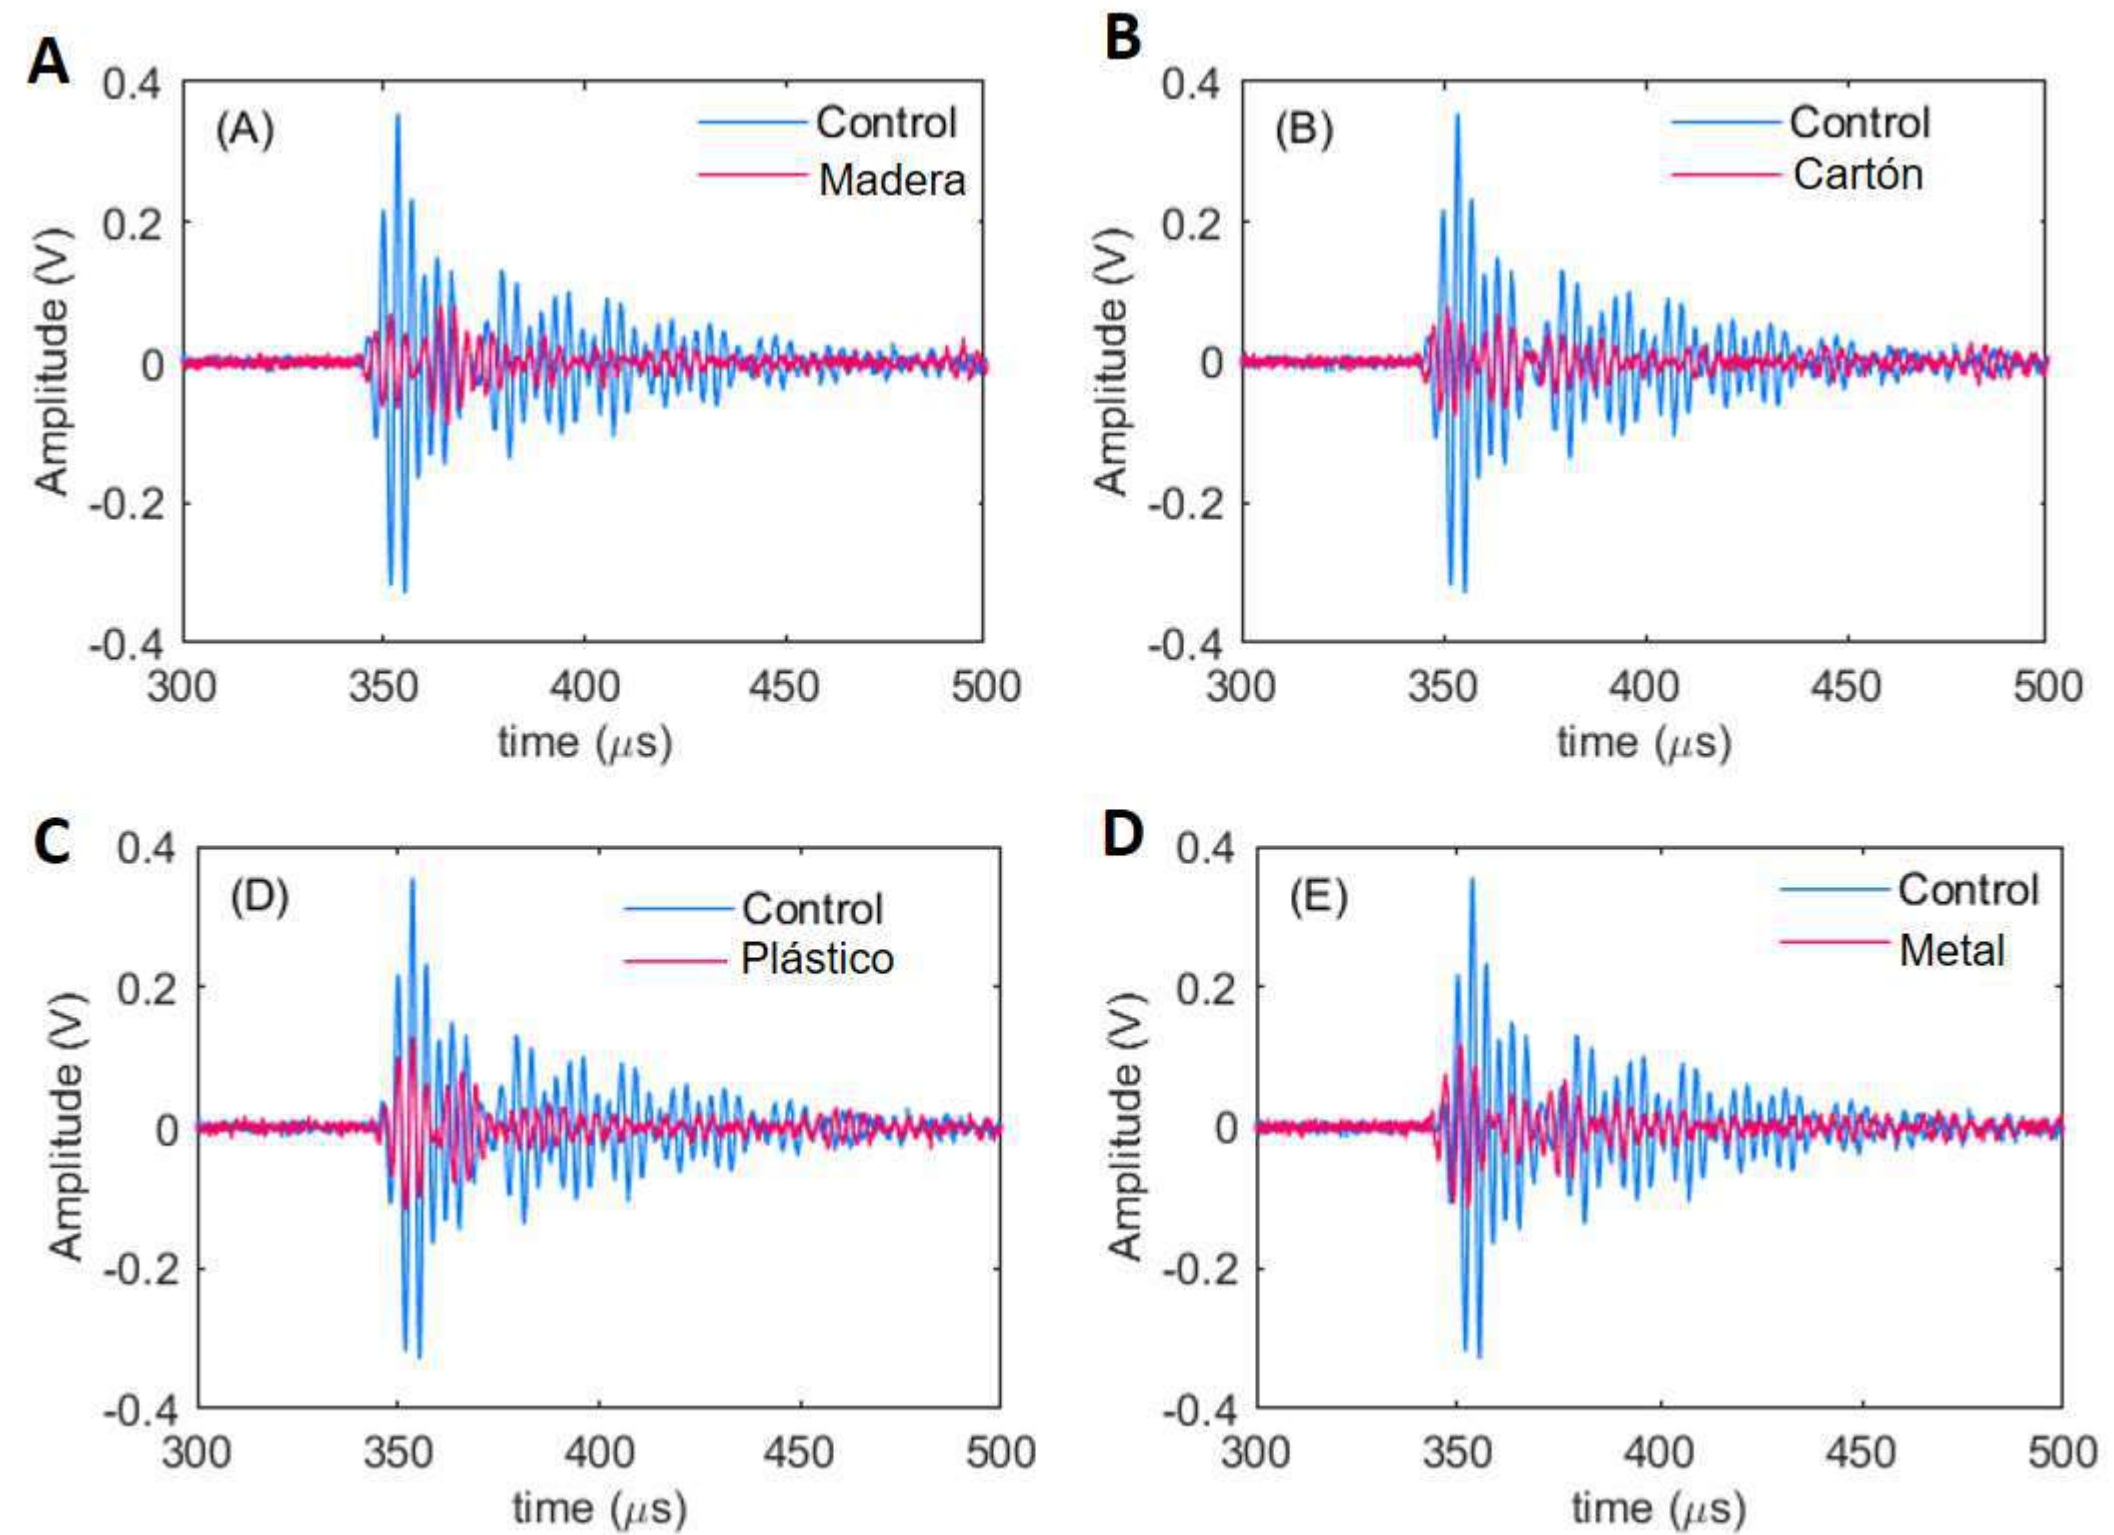 A
B
(A)
Control
Madera
0.4
0.2
0
-0.2
-0.4
Amplitude (V)
300 350 400 450 500
time (μs)
(B)
Control
Cartón
0.4
0.2
0
-0.2
-0.4
Amplitude (V)
300 350 400 450 500
time (μs)
C
D
(D)
Control
Plástico
0.4
0.2
0
-0.2
-0.4
Amplitude (V)
300 350 400 450 500
time (μs)
(E)
Control
Metal
0.4
0.2
0
-0.2
-0.4
Amplitude (V)
300 350 400 450 500
time (μs)